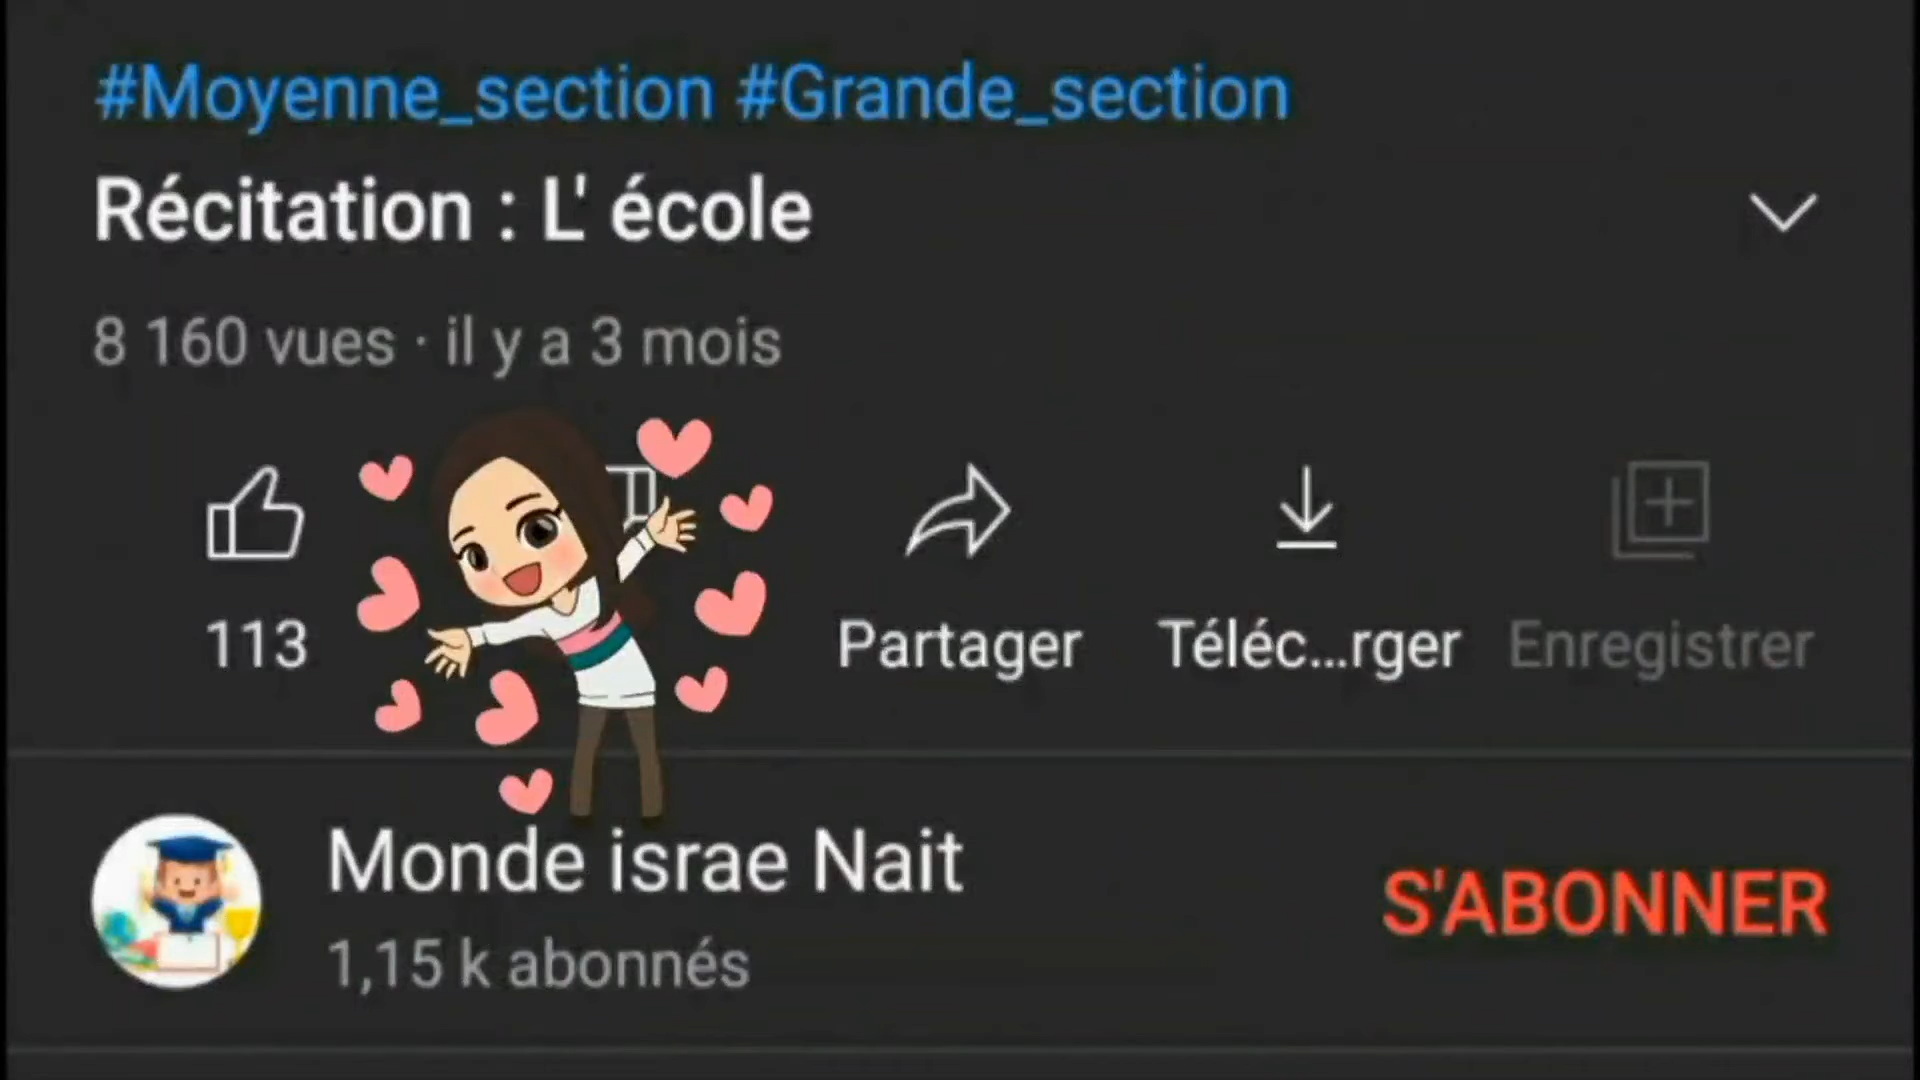 #Moyenne_section #Grande_section
Récitation : L' école
8 160 vues · il y a 3 mois
113
Partager
Téléc...rger
Enregistrer
Monde israe Nait
1,15 k abonnés
S'ABONNER